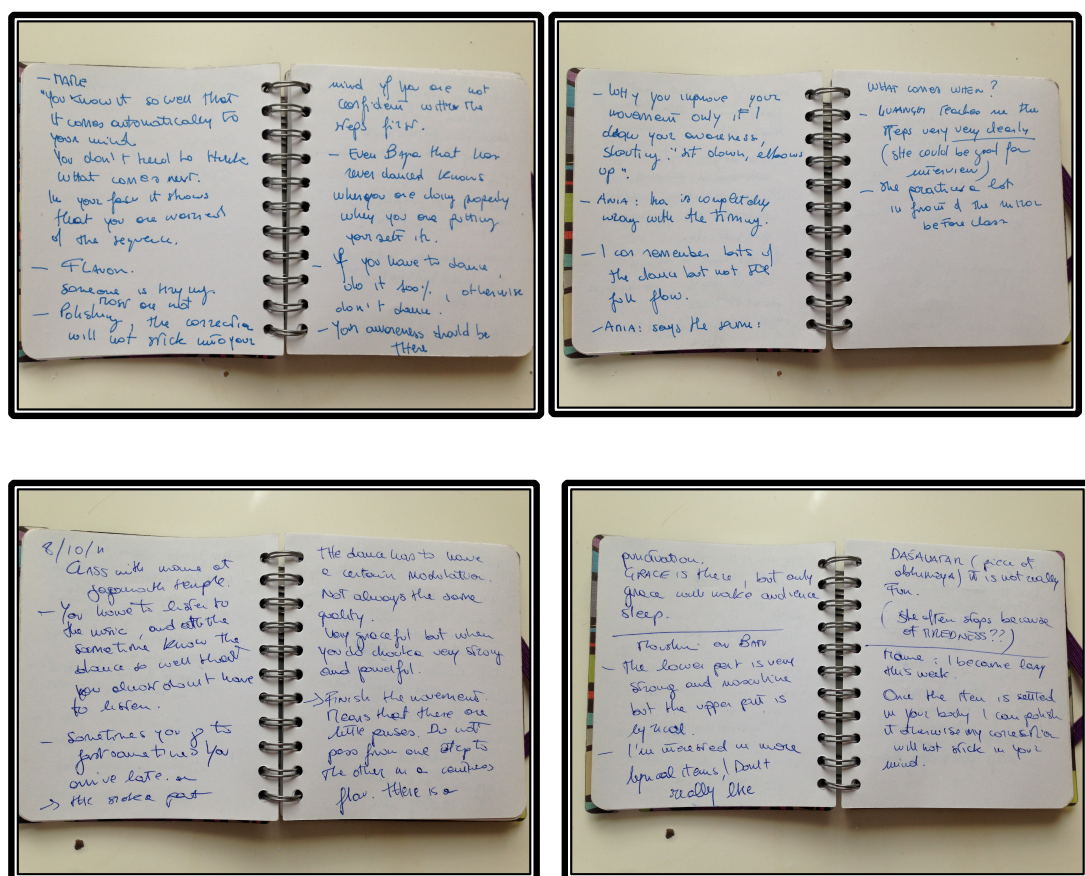 — MAME
"You know it so well that
it comes automatically to
your mind
You don't need to think
what comes next.
In your face it shows
that you are worried
of the sequence.
— FLAVOR.
Someone is trying
now are not
— Polishing, the correction
will not stick into your
mind if you are not
confident with the
steps first.
— Even Bapa that has
never danced knows
when you are doing properly
when you are putting
yourself in.
— If you have to dance,
do it 100%, otherwise
don't dance.
— Your awareness should be
there
— Why you improve your
movement only if I
draw your awareness,
shouting: "sit down, elbows
up".
— ANIA: is completely
wrong with the timing.
— I can remember bits of
the dance but not the
full flow.
— ANIA: says the same:
WHAT COMES WHEN?
— teaches me the
steps very very clearly
(she could be good for
interview)
— She practices a lot
in front of the mirror
before class
8/10/11
Class with mame at
Jagannath temple.
— You have to listen to
the music, and at the
same time know the
dance so well that
you almost don't have
to listen.
— Sometimes you go to
fast sometimes you
arrive late.
→ the part
The dance has to have
a certain modulation.
Not always the same
quality.
Very graceful but when
you do chouka very strong
and powerful.
→ Finish the movement.
Means that there are
little pauses. Do not
pass from one step to
the other in a countless
flow. There is a
punctuation.
GRACE is there, but only
grace will make audience
sleep.
on BATU
— The lower part is very
strong and masculine
but the upper part is
lyrical.
— I'm interested in more
lyrical items, I don't
really like
DASAVATAR (piece of
abhinaya) it is not really
fun.
(She often stops because
of TIREDNESS??)
Mame: I became lazy
this week.
Once the item is settled
in your body I can polish
it otherwise my correction
will not stick in your
mind.